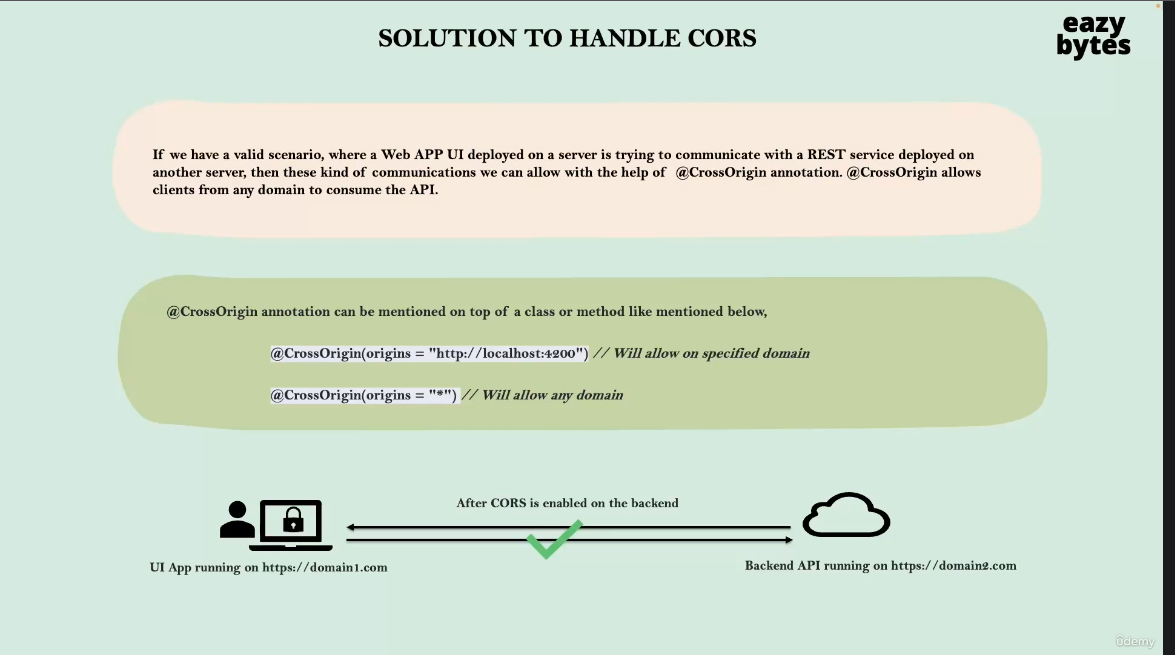 SOLUTION TO HANDLE CORS
eazy
bytes
If we have a valid scenario, where a Web APP UI deployed on a server is trying to communicate with a REST service deployed on
another server, then these kind of communications we can allow with the help of @CrossOrigin annotation. @CrossOrigin allows
clients from any domain to consume the API.
@CrossOrigin annotation can be mentioned on top of a class or method like mentioned below,
@CrossOrigin(origins = "http://localhost:4200") // Will allow on specified domain
@CrossOrigin(origins = "*") // Will allow any domain
After CORS is enabled on the backend
UI App running on https://domain1.com
Backend API running on https://domain2.com
ûdemy